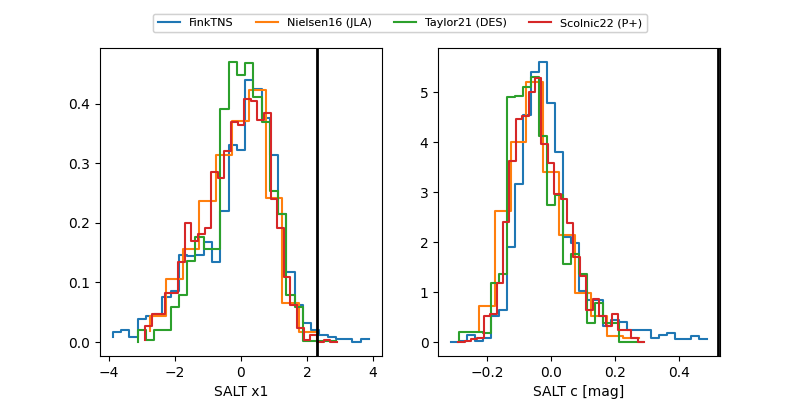 FinkTNS Nielsen16 (JLA) Taylor21 (DES) Scolnic22 (P+)
0.4
0.3
0.2
0.1
0.0
−4 −2 0 2 4
SALT x1
5
4
3
2
1
0
−0.2 0.0 0.2 0.4
SALT c [mag]